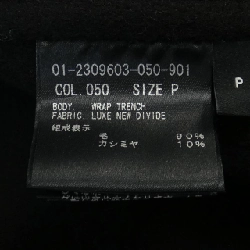 01-2309603-050-901
COL.050 SIZE P
BODY WRAP TRENCH
FABRIC LUXE NEW DIVIDE
組成表示
毛 90%
カシミヤ 10%
P